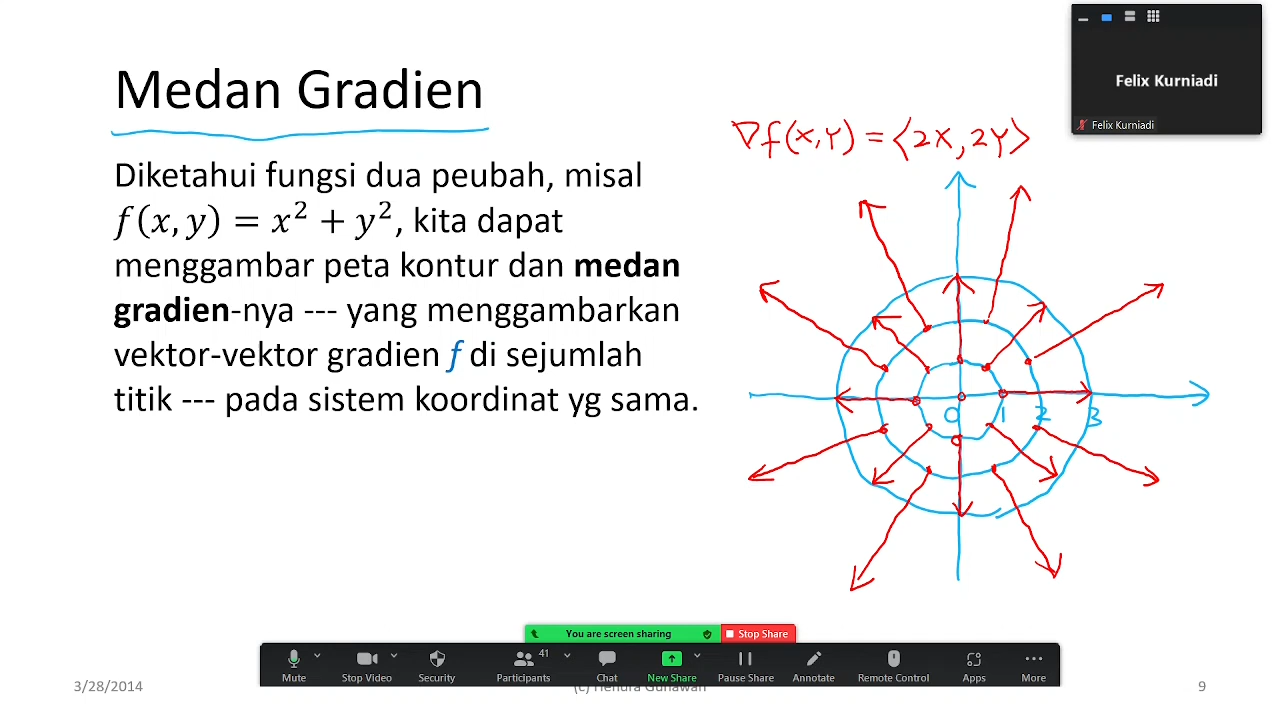 Medan Gradien
Diketahui fungsi dua peubah, misal
f(x, y) = x² + y², kita dapat
menggambar peta kontur dan medan
gradien-nya --- yang menggambarkan
vektor-vektor gradien f di sejumlah
titik --- pada sistem koordinat yg sama.
∇f(x,y) = ⟨2x, 2y⟩
0 1 2 3
Felix Kurniadi
Felix Kurniadi
You are screen sharing Stop Share
41
Mute Stop Video Security Participants Chat New Share Pause Share Annotate Remote Control Apps More
3/28/2014 (c) Hendra Gunawan 9